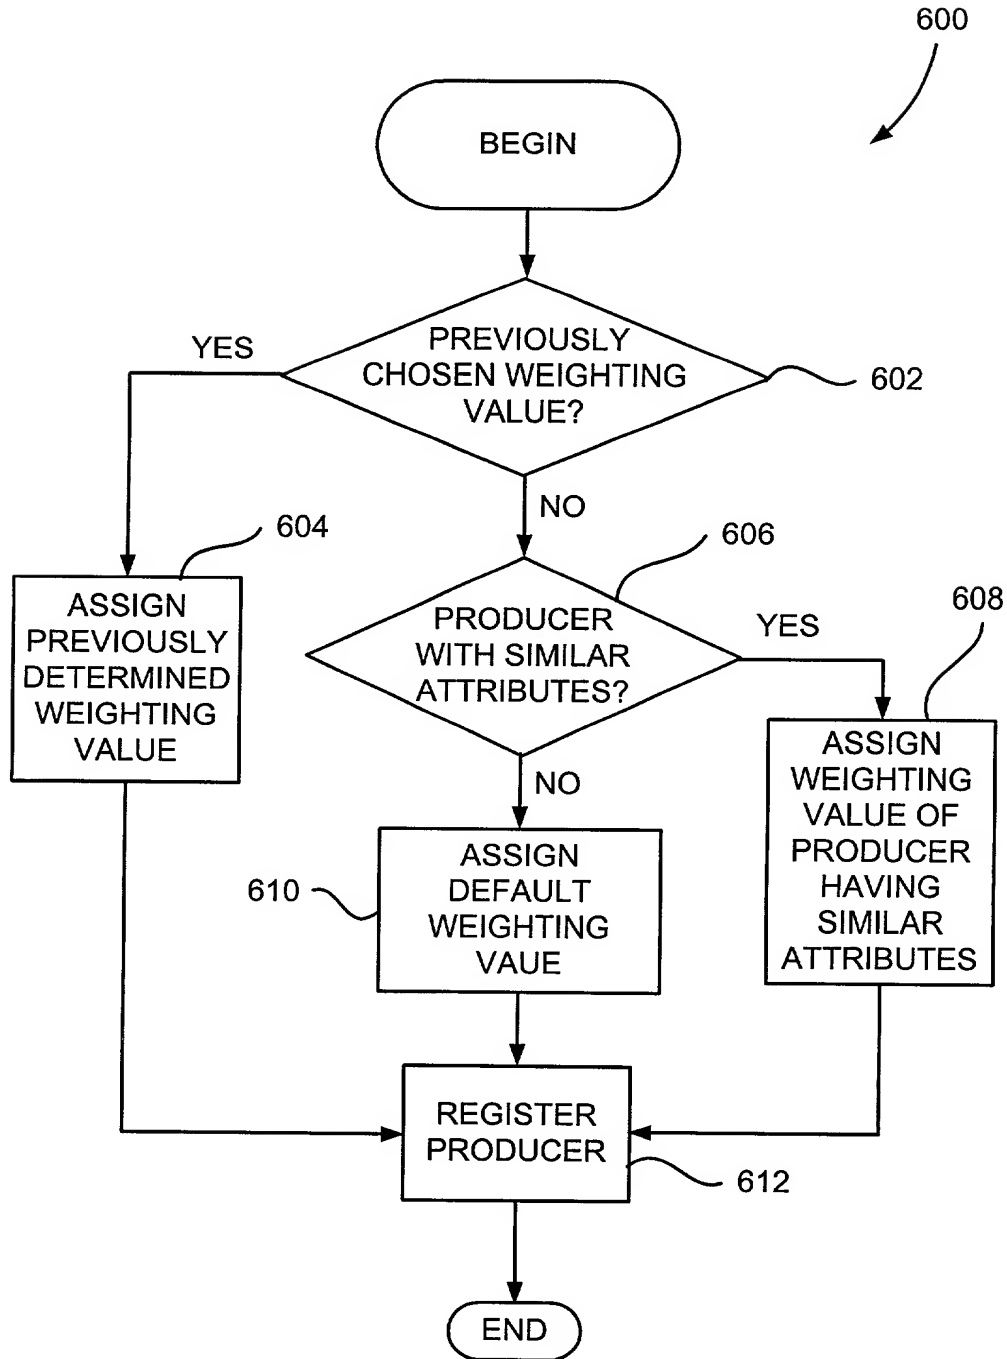 600
BEGIN
YES
PREVIOUSLY
CHOSEN WEIGHTING
VALUE?
602
NO
604
606
608
ASSIGN
PREVIOUSLY
DETERMINED
WEIGHTING
VALUE
PRODUCER
WITH SIMILAR
ATTRIBUTES?
YES
ASSIGN
WEIGHTING
VALUE OF
PRODUCER
HAVING
SIMILAR
ATTRIBUTES
NO
610
ASSIGN
DEFAULT
WEIGHTING
VAUE
REGISTER
PRODUCER
612
END